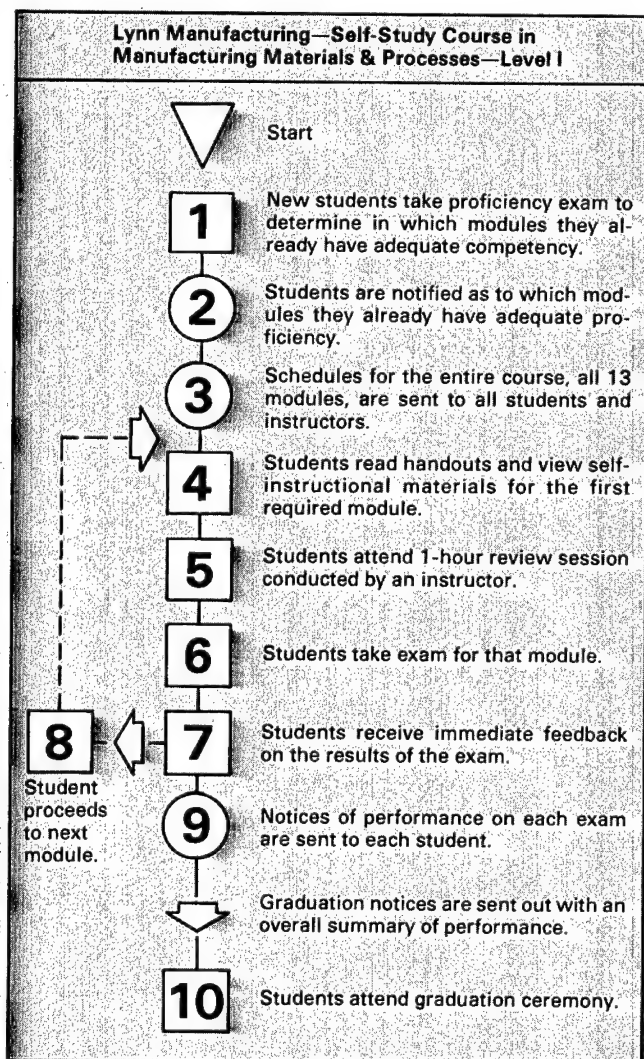 Lynn Manufacturing—Self-Study Course in
Manufacturing Materials & Processes—Level I
Start
1
New students take proficiency exam to
determine in which modules they al-
ready have adequate competency.
2
Students are notified as to which mod-
ules they already have adequate pro-
ficiency.
3
Schedules for the entire course, all 13
modules, are sent to all students and
instructors.
4
Students read handouts and view self-
instructional materials for the first
required module.
5
Students attend 1-hour review session
conducted by an instructor.
6
Students take exam for that module.
7
Students receive immediate feedback
on the results of the exam.
8
Student
proceeds
to next
module.
9
Notices of performance on each exam
are sent to each student.
Graduation notices are sent out with an
overall summary of performance.
10
Students attend graduation ceremony.